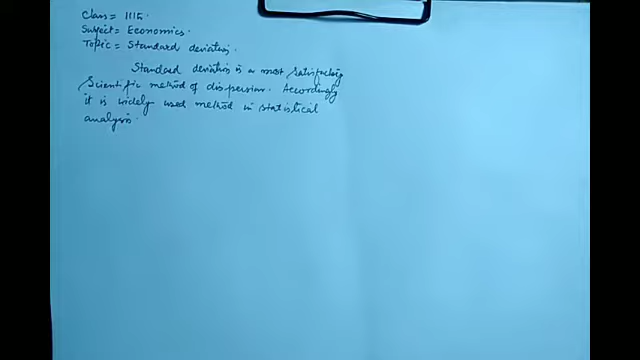 Class = 11th.
Subject = Economics.
Topic = Standard deviation.
Standard deviation is a most satisfactory
Scientific method of dispersion. Accordingly
it is widely used method in statistical
analysis.